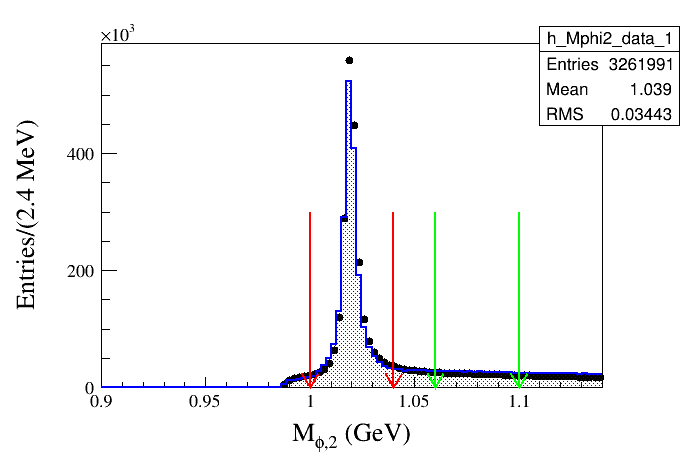 ×10³
h_Mphi2_data_1
Entries 3261991
Mean 1.039
RMS 0.03443
Entries/(2.4 MeV)
400
200
0
0.9 0.95 1 1.05 1.1
M_ϕ,2 (GeV)